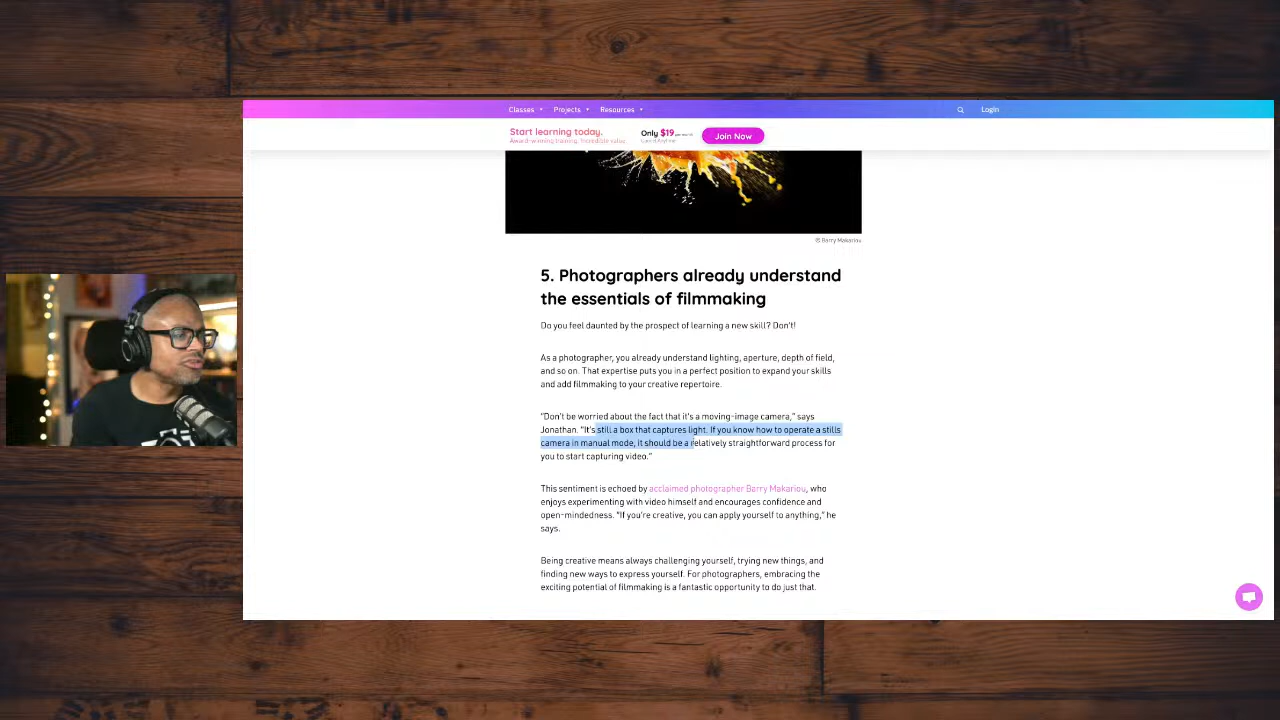 Classes Projects Resources Login
Start learning today. Only $19 Join Now
© Barry Makariou
5. Photographers already understand
the essentials of filmmaking
Do you feel daunted by the prospect of learning a new skill? Don't!
As a photographer, you already understand lighting, aperture, depth of field,
and so on. That expertise puts you in a perfect position to expand your skills
and add filmmaking to your creative repertoire.
"Don't be worried about the fact that it's a moving-image camera," says
Jonathan. "It's still a box that captures light. If you know how to operate a stills
camera in manual mode, it should be a relatively straightforward process for
you to start capturing video."
This sentiment is echoed by acclaimed photographer Barry Makariou, who
enjoys experimenting with video himself and encourages confidence and
open-mindedness. "If you're creative, you can apply yourself to anything," he
says.
Being creative means always challenging yourself, trying new things, and
finding new ways to express yourself. For photographers, embracing the
exciting potential of filmmaking is a fantastic opportunity to do just that.